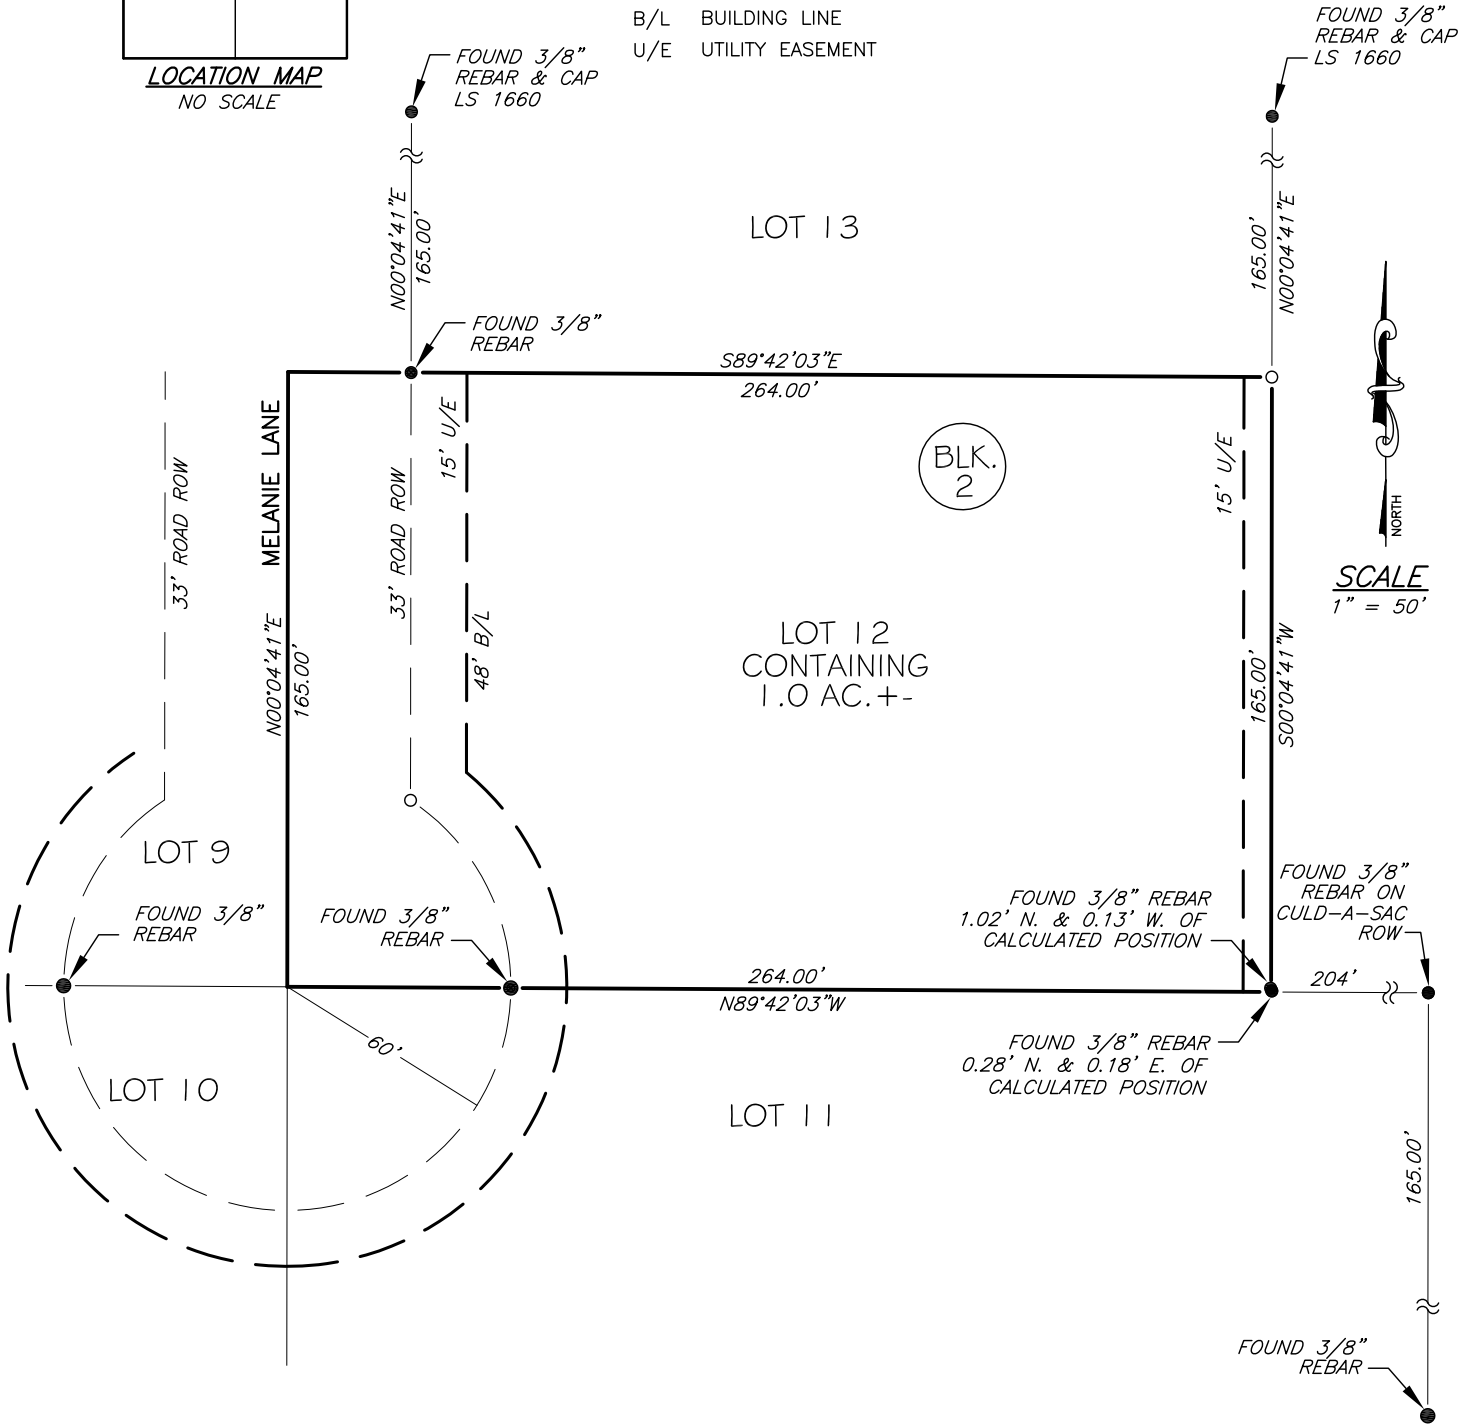 B/L BUILDING LINE
U/E UTILITY EASEMENT
LOCATION MAP
NO SCALE
FOUND 3/8"
REBAR & CAP
LS 1660
FOUND 3/8"
REBAR & CAP
LS 1660
N00°04'41"E
165.00'
LOT 13
165.00'
N00°04'41"E
FOUND 3/8"
REBAR
S89°42'03"E
264.00'
MELANIE LANE
33' ROAD ROW
33' ROAD ROW
15' U/E
48' B/L
BLK.
2
15' U/E
NORTH
SCALE
1" = 50'
N00°04'41"E
165.00'
LOT 12
CONTAINING
1.0 AC.+-
165.00'
S00°04'41"W
LOT 9
FOUND 3/8"
REBAR
FOUND 3/8"
REBAR
FOUND 3/8" REBAR
1.02' N. & 0.13' W. OF
CALCULATED POSITION
FOUND 3/8"
REBAR ON
CULD-A-SAC
ROW
264.00'
N89°42'03"W
204'
60'
FOUND 3/8" REBAR
0.28' N. & 0.18' E. OF
CALCULATED POSITION
LOT 10
LOT 11
165.00'
FOUND 3/8"
REBAR